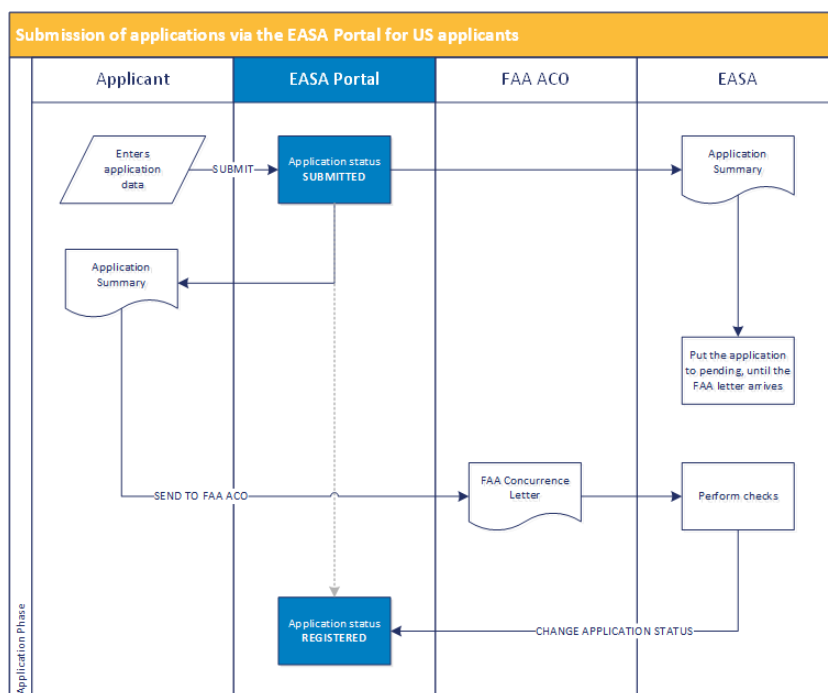 Submission of applications via the EASA Portal for US applicants
Applicant
EASA Portal
FAA ACO
EASA
Enters
application
data
SUBMIT
Application status
SUBMITTED
Application
Summary
Application
Summary
Put the application
to pending, until the
FAA letter arrives
SEND TO FAA ACO
FAA Concurrence
Letter
Perform checks
Application status
REGISTERED
CHANGE APPLICATION STATUS
Application Phase